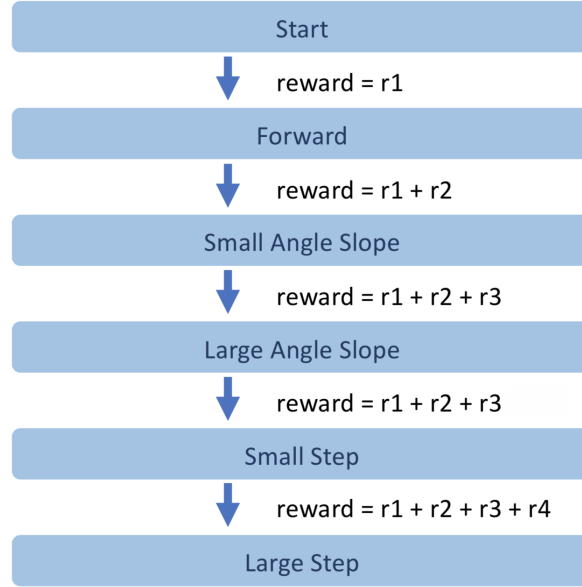 Start
reward = r1
Forward
reward = r1 + r2
Small Angle Slope
reward = r1 + r2 + r3
Large Angle Slope
reward = r1 + r2 + r3
Small Step
reward = r1 + r2 + r3 + r4
Large Step